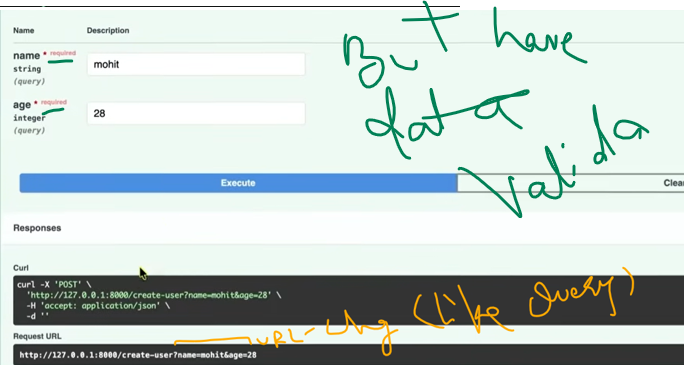 Name Description
name * required
string
(query)
mohit
age * required
integer
(query)
28
But have
data
Valida
Execute
Clea
Responses
Curl
curl -X 'POST' \
'http://127.0.0.1:8000/create-user?name=mohit&age=28' \
-H 'accept: application/json' \
-d ''
URL-chg (like Query)
Request URL
http://127.0.0.1:8000/create-user?name=mohit&age=28